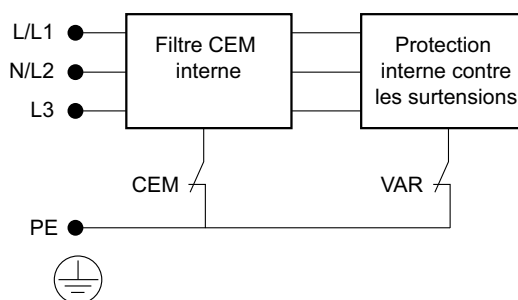 L/L1
N/L2
L3
Filtre CEM
interne
Protection
interne contre
les surtensions
CEM
VAR
PE